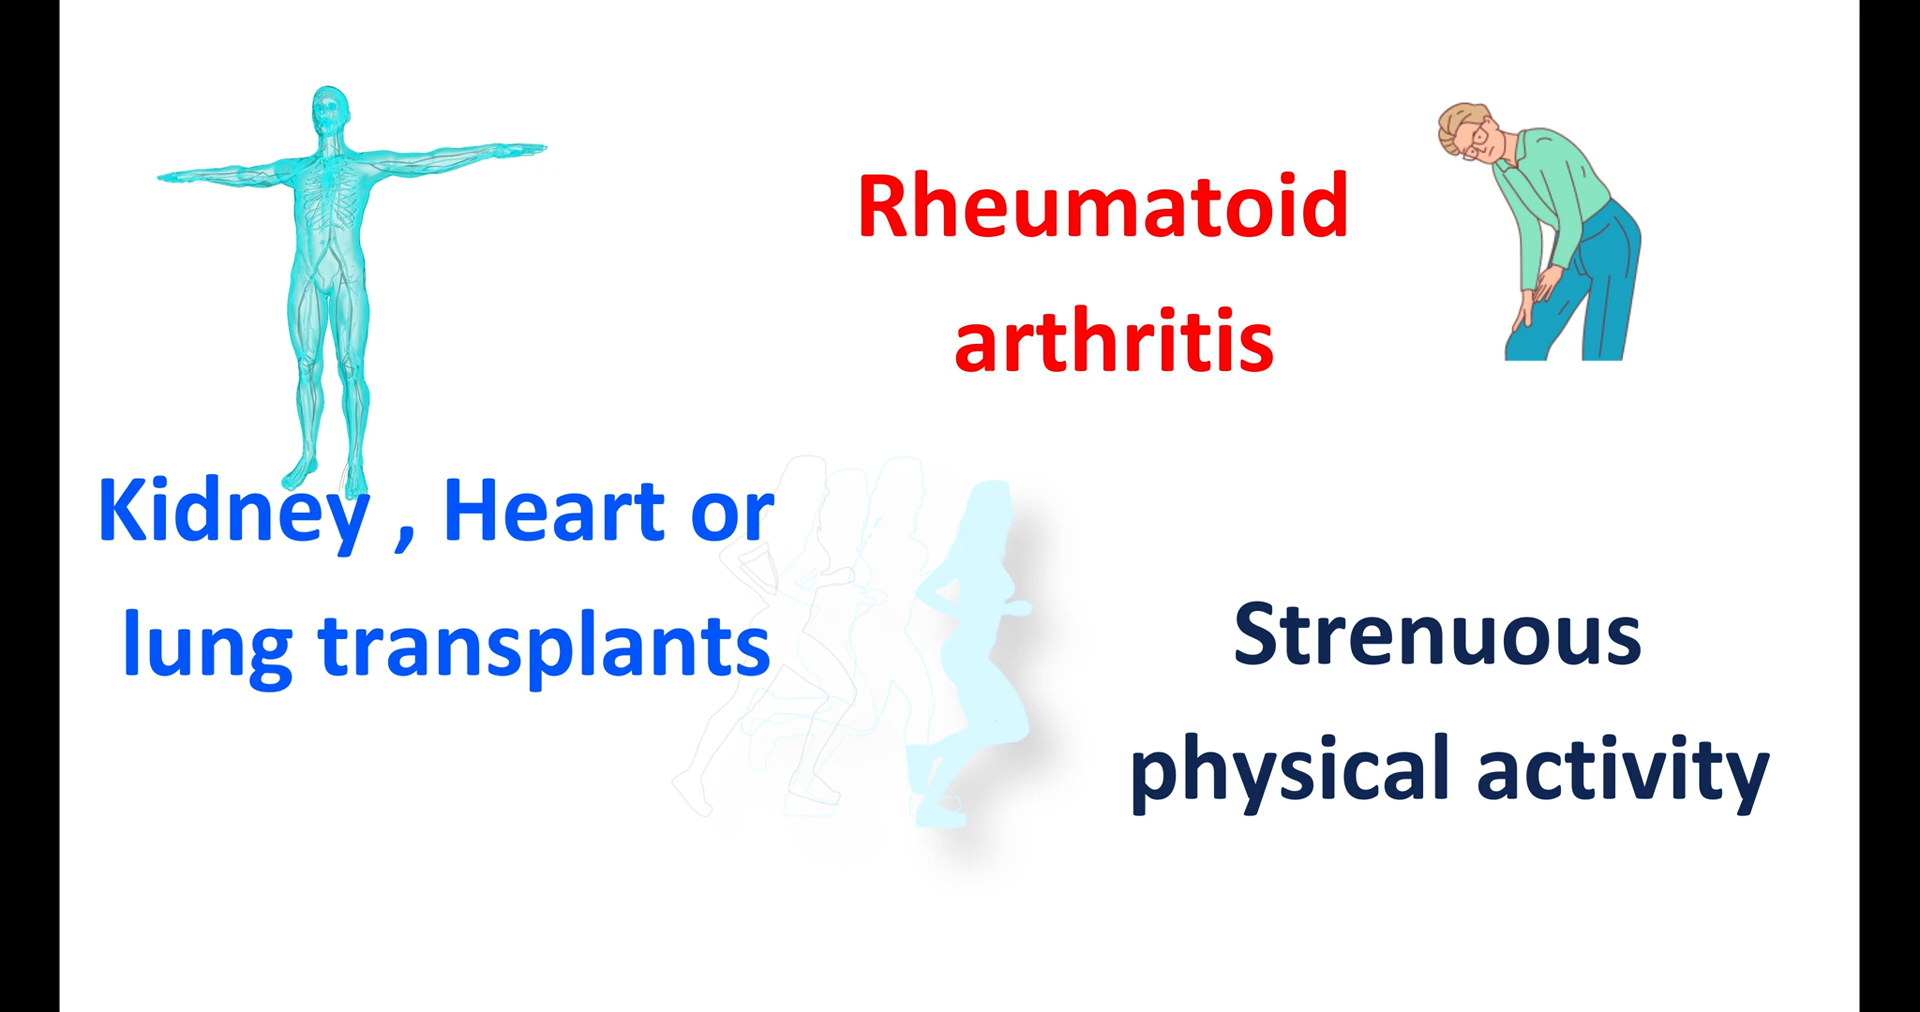 Rheumatoid
arthritis
Kidney , Heart or
lung transplants
Strenuous
physical activity